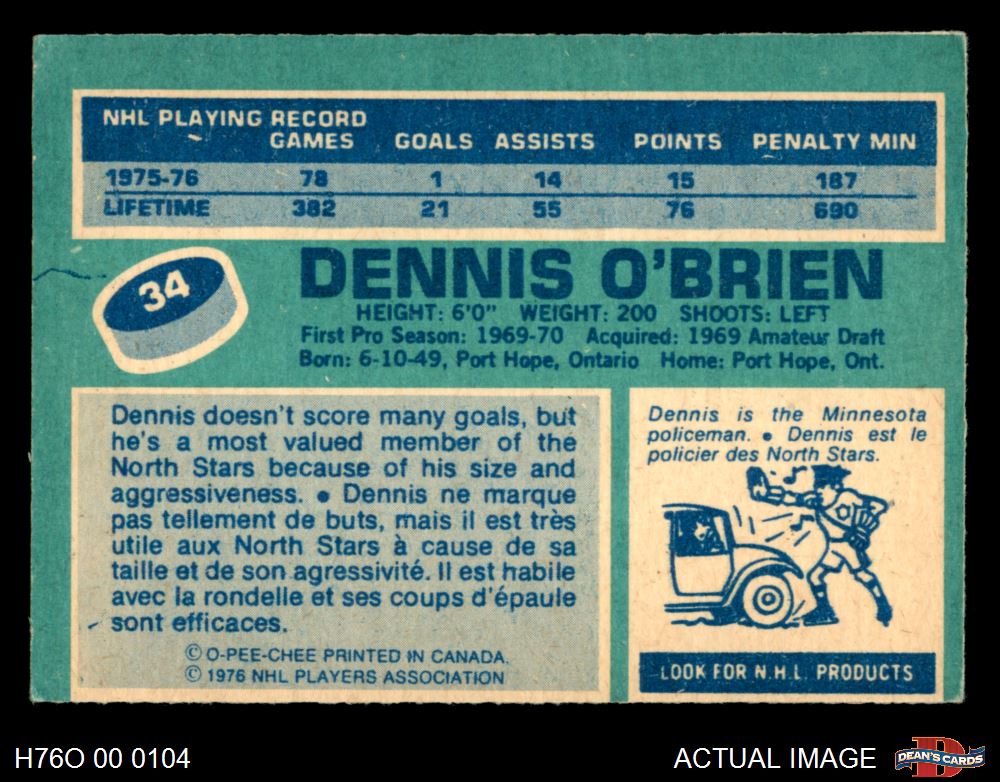 NHL PLAYING RECORD
GAMES GOALS ASSISTS POINTS PENALTY MIN
1975-76 78 1 14 15 187
LIFETIME 382 21 55 76 690
34
DENNIS O'BRIEN
HEIGHT: 6'0" WEIGHT: 200 SHOOTS: LEFT
First Pro Season: 1969-70 Acquired: 1969 Amateur Draft
Born: 6-10-49, Port Hope, Ontario Home: Port Hope, Ont.
Dennis doesn't score many goals, but
he's a most valued member of the
North Stars because of his size and
aggressiveness. • Dennis ne marque
pas tellement de buts, mais il est très
utile aux North Stars à cause de sa
taille et de son agressivité. Il est habile
avec la rondelle et ses coups d'épaule
sont efficaces.
© O-PEE-CHEE PRINTED IN CANADA.
© 1976 NHL PLAYERS ASSOCIATION
Dennis is the Minnesota
policeman. • Dennis est le
policier des North Stars.
LOOK FOR N.H.L. PRODUCTS
H76O 00 0104
ACTUAL IMAGE
D
DEAN'S CARDS